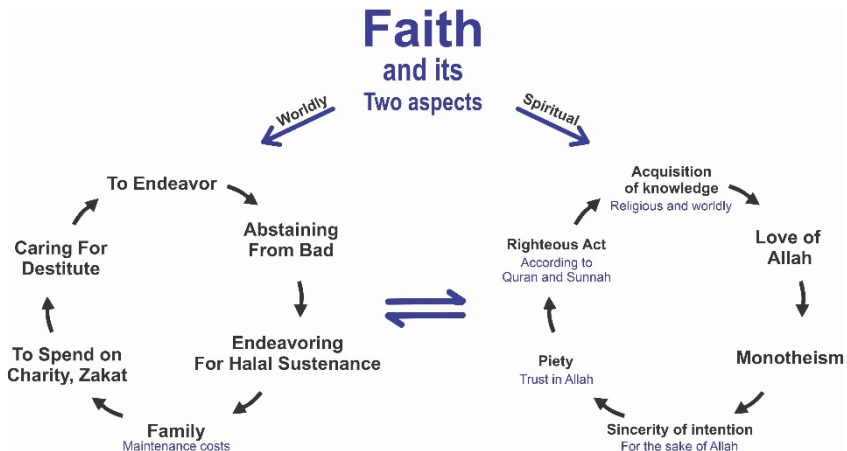 Faith
and its
Two aspects
Worldly
Spiritual
To Endeavor
Abstaining
From Bad
Endeavoring
For Halal Sustenance
Family
Maintenance costs
To Spend on
Charity, Zakat
Caring For
Destitute
Acquisition
of knowledge
Religious and worldly
Love of
Allah
Monotheism
Sincerity of intention
For the sake of Allah
Piety
Trust in Allah
Righteous Act
According to
Quran and Sunnah